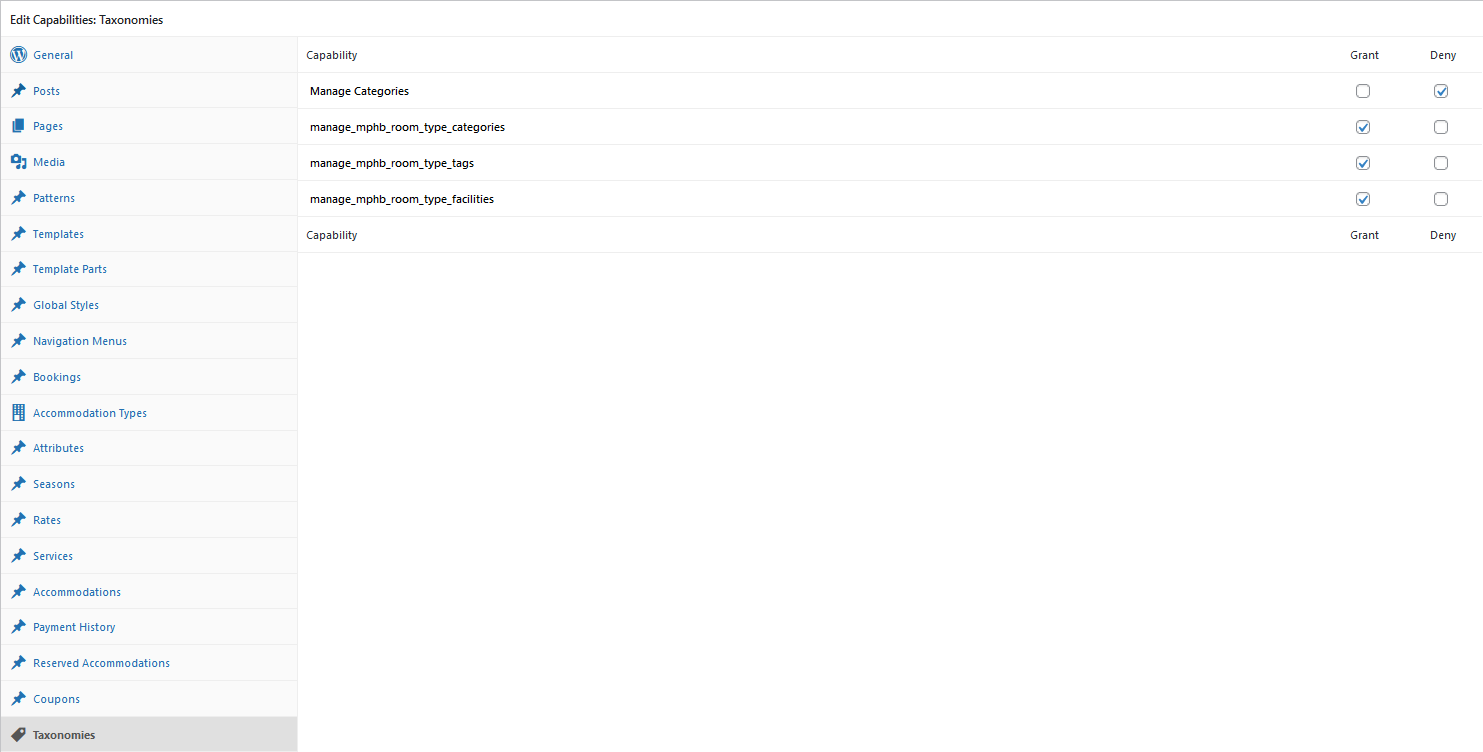 Edit Capabilities: Taxonomies
General
Capability Grant Deny
Posts
Manage Categories
Pages
manage_mphb_room_type_categories
Media
manage_mphb_room_type_tags
Patterns
manage_mphb_room_type_facilities
Templates
Capability Grant Deny
Template Parts
Global Styles
Navigation Menus
Bookings
Accommodation Types
Attributes
Seasons
Rates
Services
Accommodations
Payment History
Reserved Accommodations
Coupons
Taxonomies